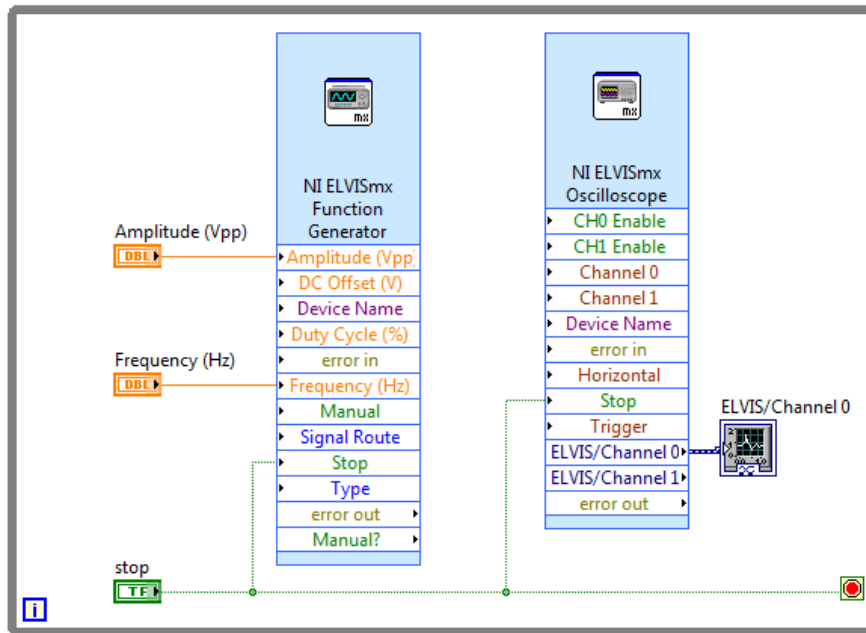 mx
mx
NI ELVISmx
Function
Generator
NI ELVISmx
Oscilloscope
Amplitude (Vpp)
DBL
Amplitude (Vpp)
DC Offset (V)
Device Name
Duty Cycle (%)
error in
Frequency (Hz)
DBL
Frequency (Hz)
Manual
Signal Route
Stop
Type
error out
Manual?
CH0 Enable
CH1 Enable
Channel 0
Channel 1
Device Name
error in
Horizontal
Stop
Trigger
ELVIS/Channel 0
ELVIS/Channel 1
error out
ELVIS/Channel 0
stop
TF
i